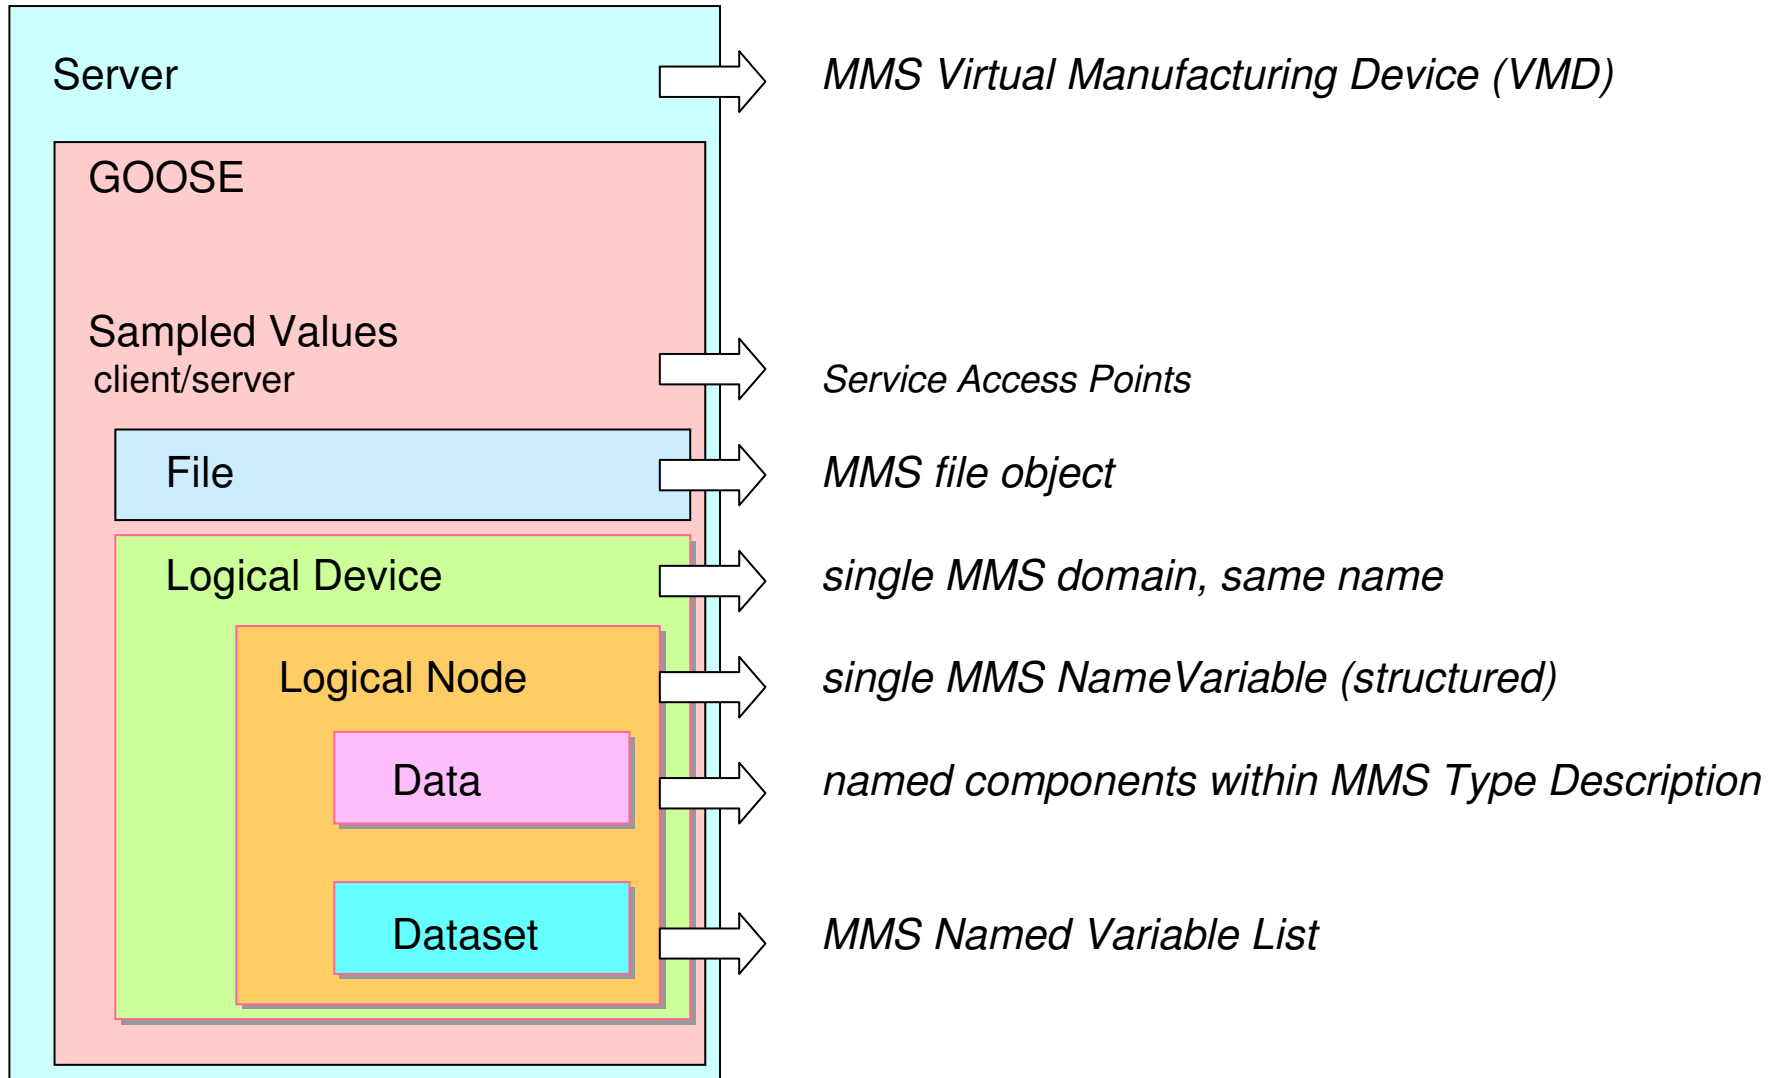 Server
MMS Virtual Manufacturing Device (VMD)
GOOSE
Sampled Values
client/server
Service Access Points
File
MMS file object
Logical Device
single MMS domain, same name
Logical Node
single MMS NameVariable (structured)
Data
named components within MMS Type Description
Dataset
MMS Named Variable List